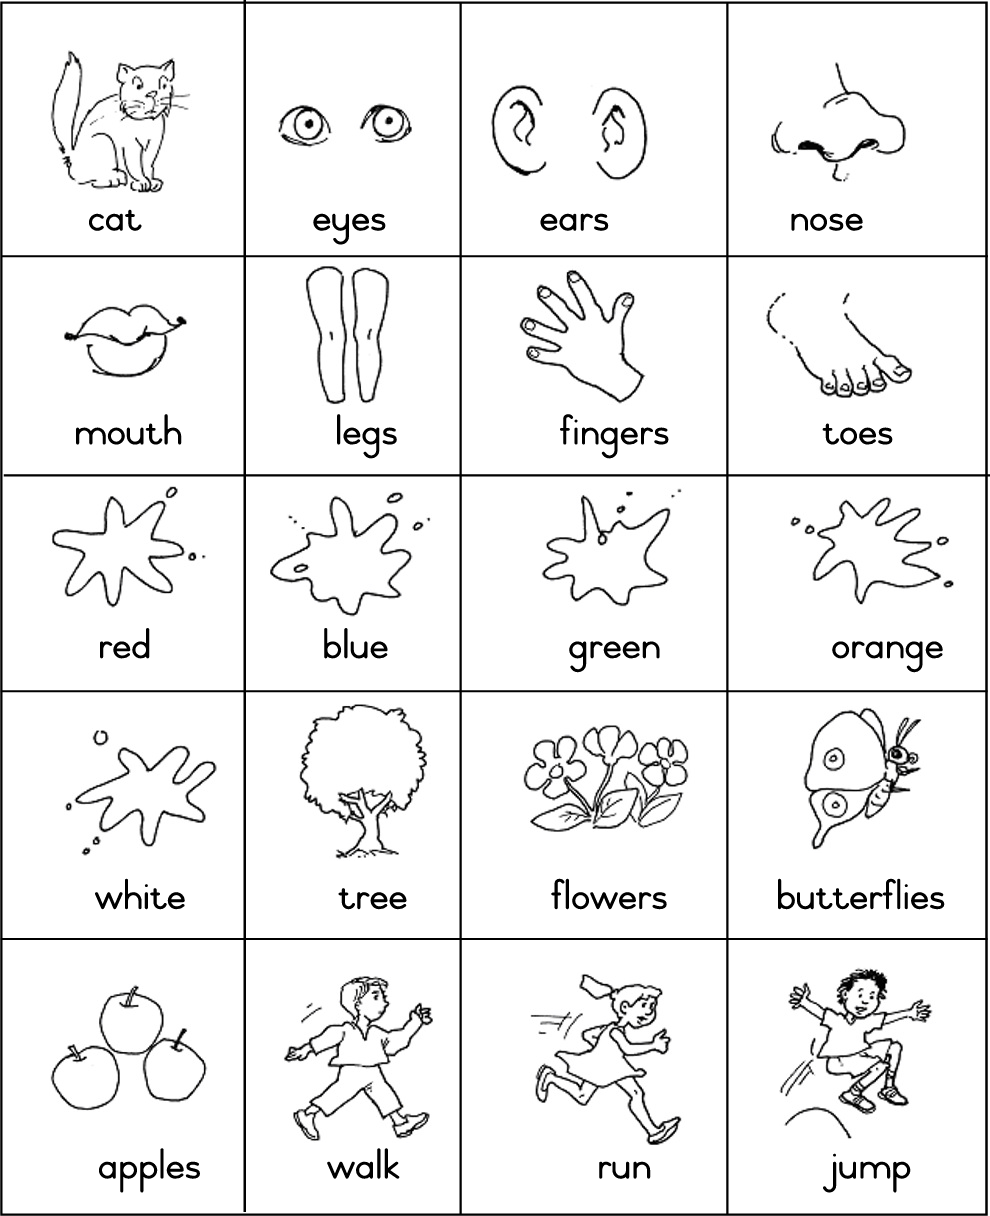 cat eyes ears nose
mouth legs fingers toes
red blue green orange
white tree flowers butterflies
apples walk run jump